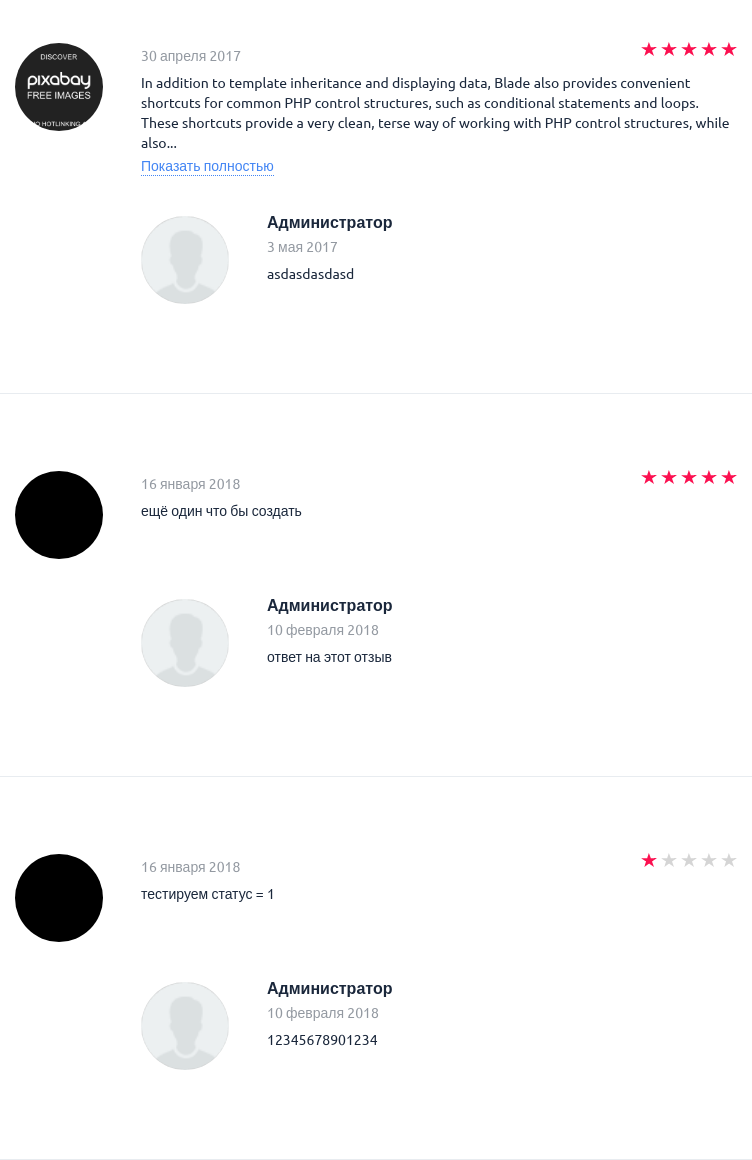 DISCOVER
pixabay
FREE IMAGES
NO HOTLINKING
30 апреля 2017
In addition to template inheritance and displaying data, Blade also provides convenient
shortcuts for common PHP control structures, such as conditional statements and loops.
These shortcuts provide a very clean, terse way of working with PHP control structures, while
also...
Показать полностью
Администратор
3 мая 2017
asdasdasdasd
16 января 2018
ещё один что бы создать
Администратор
10 февраля 2018
ответ на этот отзыв
16 января 2018
тестируем статус = 1
Администратор
10 февраля 2018
12345678901234